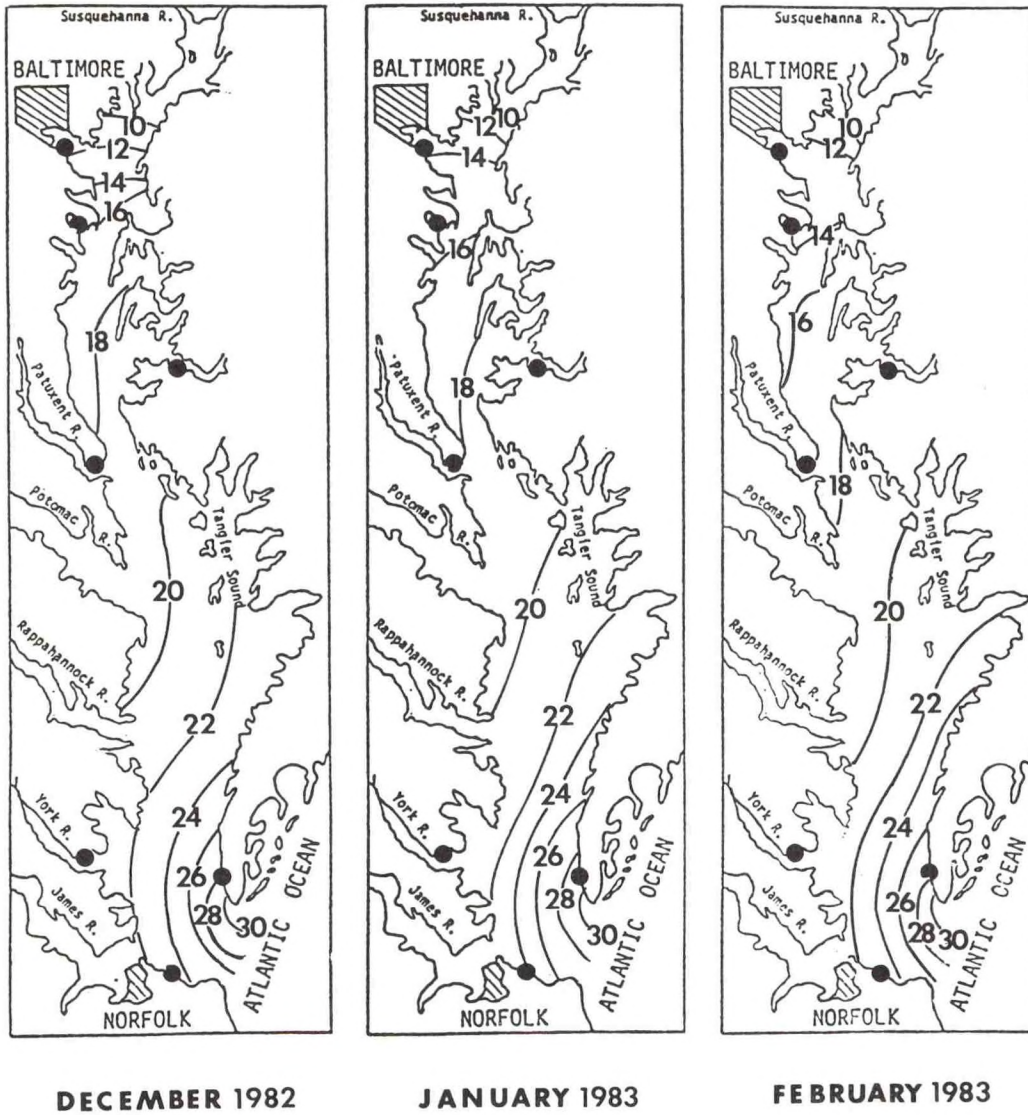 Susquehanna R.
BALTIMORE
10
12
14
16
18
Patuxent R.
Potomac R.
Tangier Sound
20
Rappahannock R.
22
24
York R.
26
28
30
James R.
ATLANTIC OCEAN
NORFOLK
DECEMBER 1982
Susquehanna R.
BALTIMORE
10
12
14
16
18
Patuxent R.
Potomac R.
Tangier Sound
20
Rappahannock R.
22
24
York R.
26
28
30
James R.
ATLANTIC OCEAN
NORFOLK
JANUARY 1983
Susquehanna R.
BALTIMORE
10
12
14
16
Patuxent R.
18
Potomac R.
Tangier Sound
20
Rappahannock R.
22
24
York R.
26
28
30
James R.
ATLANTIC OCEAN
NORFOLK
FEBRUARY 1983